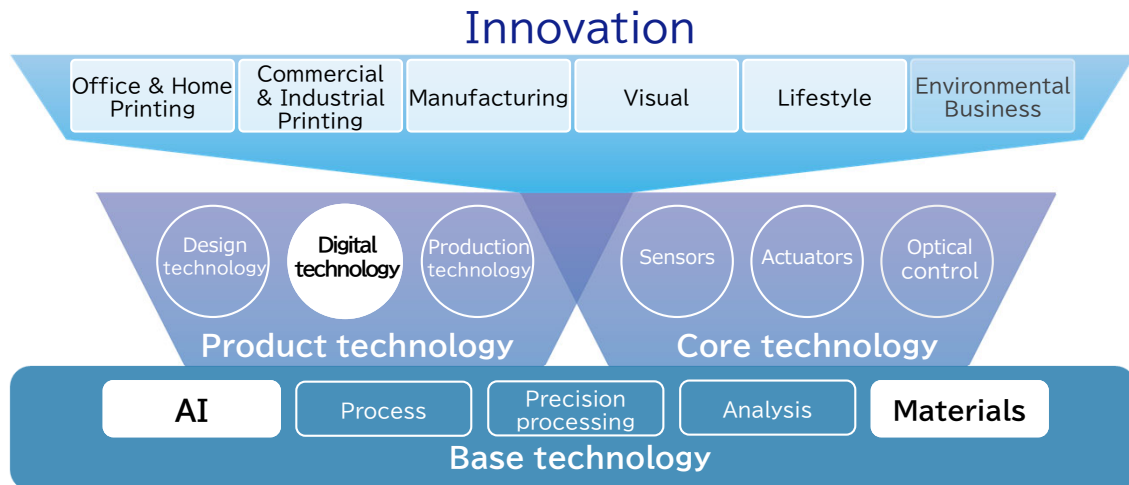 Innovation
Office & Home
Printing
Commercial
& Industrial
Printing
Manufacturing
Visual
Lifestyle
Environmental
Business
Design
technology
Digital
technology
Production
technology
Sensors
Actuators
Optical
control
Product technology
Core technology
AI
Process
Precision
processing
Analysis
Materials
Base technology